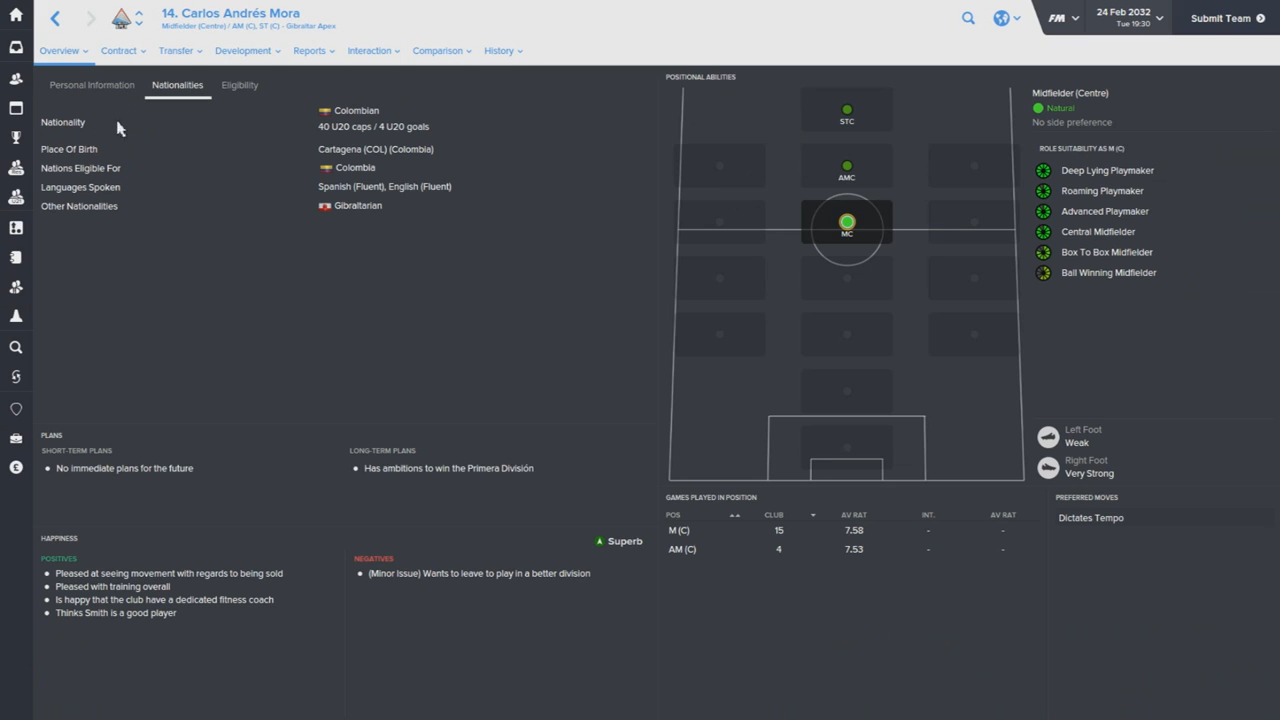 14. Carlos Andrés Mora
Midfielder (Centre) / AM (C), ST (C) - Gibraltar Apex
FM
24 Feb 2032
Tue 19:30
Submit Team
Overview
Contract
Transfer
Development
Reports
Interaction
Comparison
History
Personal Information
Nationalities
Eligibility
Nationality
Colombian
40 U20 caps / 4 U20 goals
Place Of Birth
Cartagena (COL) (Colombia)
Nations Eligible For
Colombia
Languages Spoken
Spanish (Fluent), English (Fluent)
Other Nationalities
Gibraltarian
PLANS
SHORT-TERM PLANS
No immediate plans for the future
LONG-TERM PLANS
Has ambitions to win the Primera División
HAPPINESS
Superb
POSITIVES
Pleased at seeing movement with regards to being sold
Pleased with training overall
Is happy that the club have a dedicated fitness coach
Thinks Smith is a good player
NEGATIVES
(Minor Issue) Wants to leave to play in a better division
POSITIONAL ABILITIES
STC
AMC
MC
Midfielder (Centre)
Natural
No side preference
ROLE SUITABILITY AS M (C)
Deep Lying Playmaker
Roaming Playmaker
Advanced Playmaker
Central Midfielder
Box To Box Midfielder
Ball Winning Midfielder
Left Foot
Weak
Right Foot
Very Strong
GAMES PLAYED IN POSITION
POS CLUB AV RAT INT. AV RAT
M (C) 15 7.58 - -
AM (C) 4 7.53 - -
PREFERRED MOVES
Dictates Tempo